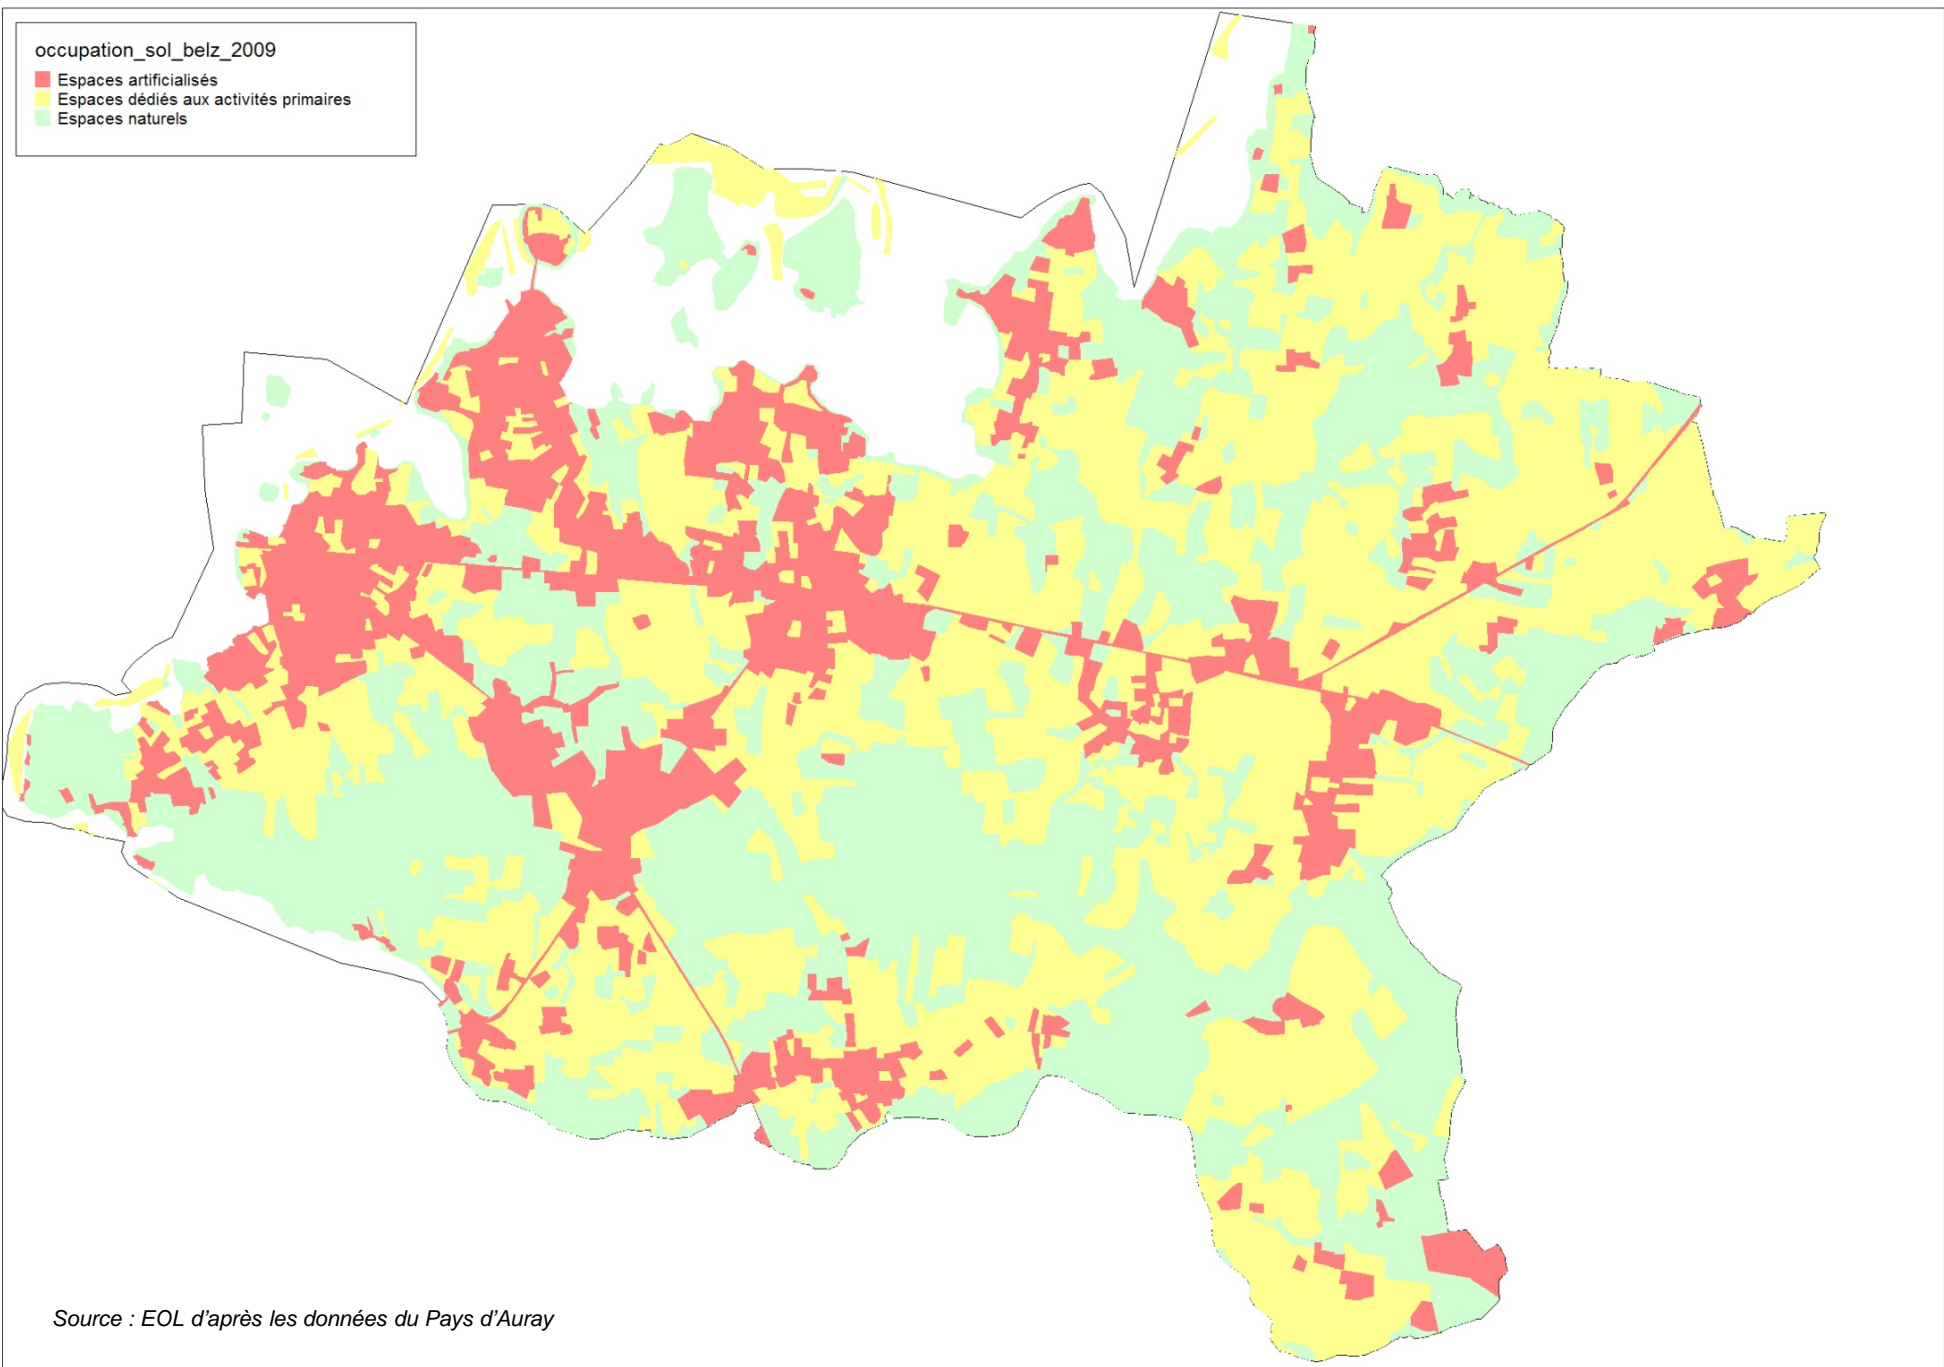 occupation_sol_belz_2009
Espaces artificialisés
Espaces dédiés aux activités primaires
Espaces naturels
Source : EOL d'après les données du Pays d'Auray